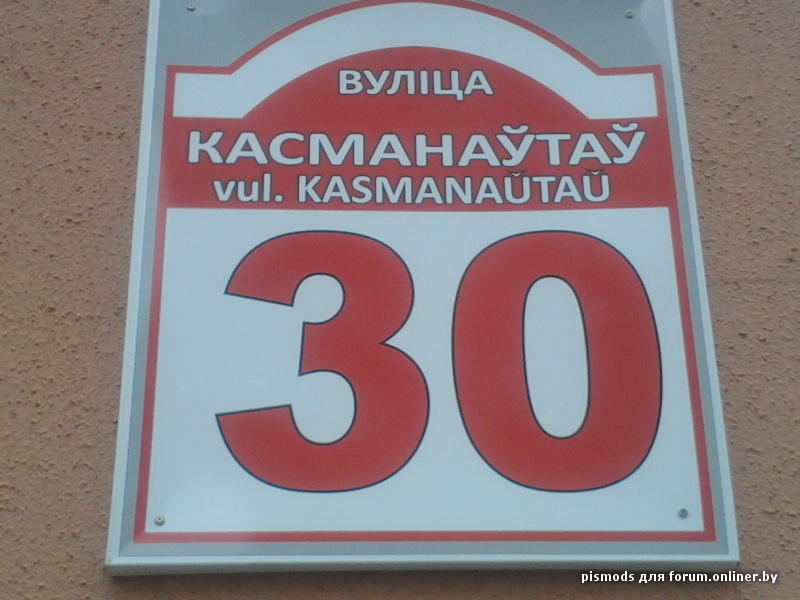 ВУЛІЦА
КАСМАНАЎТАЎ
vul. KASMANAŬTAŬ
30
pismods для forum.onliner.by